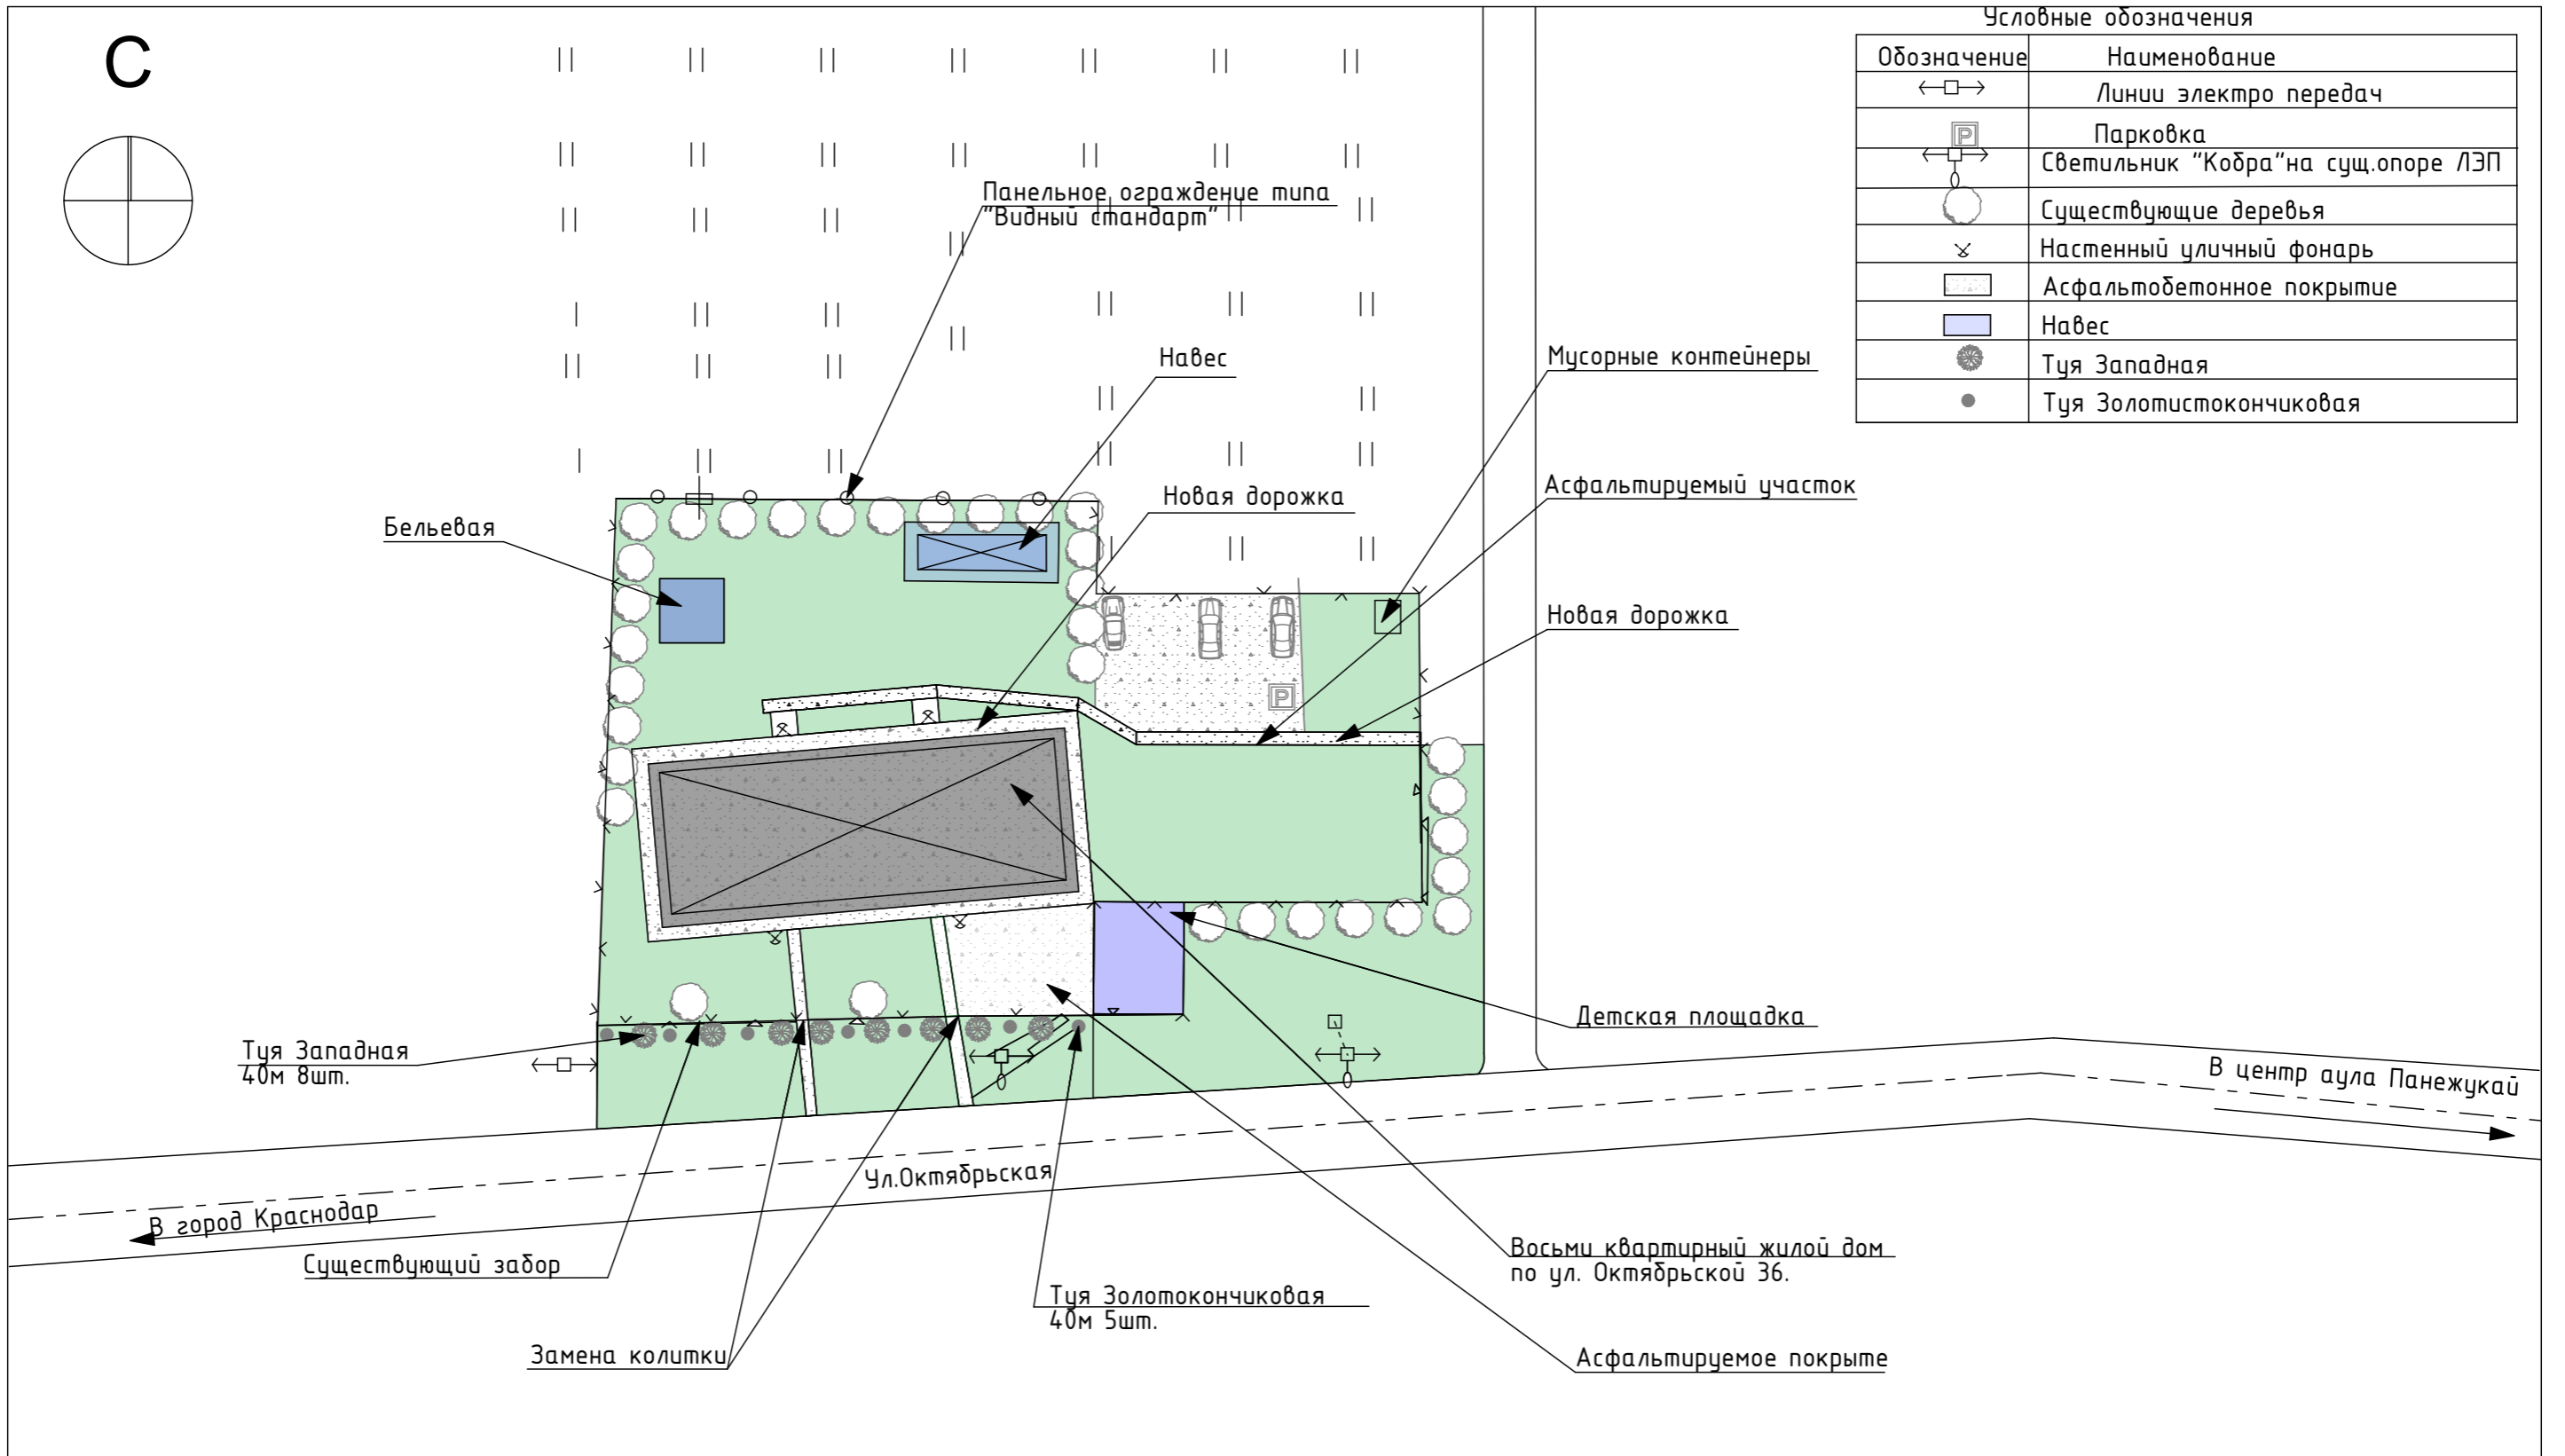 С
Условные обозначения
Обозначение Наименование
Линии электро передач
P Парковка
Светильник "Кобра"на сущ.опоре ЛЭП
Существующие деревья
Настенный уличный фонарь
Асфальтобетонное покрытие
Навес
Туя Западная
Туя Золотистокончиковая
Панельное ограждение типа
"Видный стандарт"
Навес
Мусорные контейнеры
Новая дорожка
Асфальтируемый участок
Бельевая
Новая дорожка
P
Детская площадка
Туя Западная
40м 8шт.
В центр аула Панежукай
Ул.Октябрьская
В город Краснодар
Существующий забор
Восьми квартирный жилой дом
по ул. Октябрьской 36.
Туя Золотокончиковая
40м 5шт.
Замена колитки
Асфальтируемое покрыте